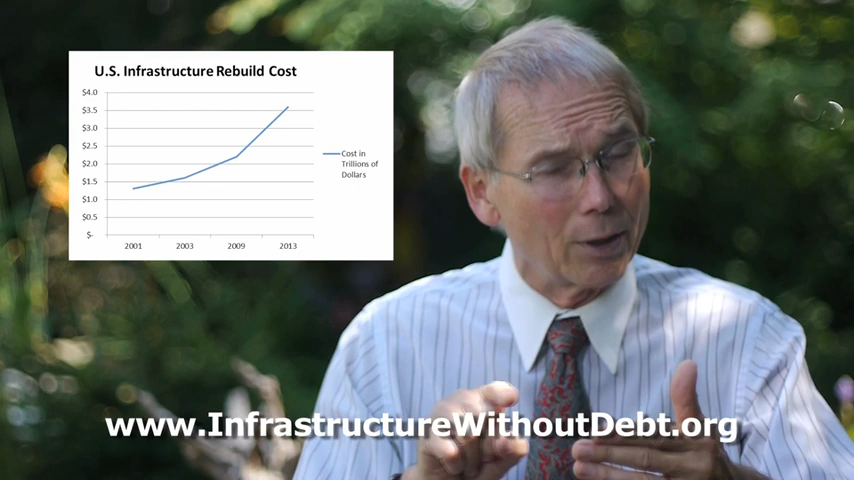 U.S. Infrastructure Rebuild Cost
$4.0
$3.5
$3.0
$2.5
$2.0
$1.5
$1.0
$0.5
$-
2001 2003 2009 2013
Cost in
Trillions of
Dollars
www.InfrastructureWithoutDebt.org